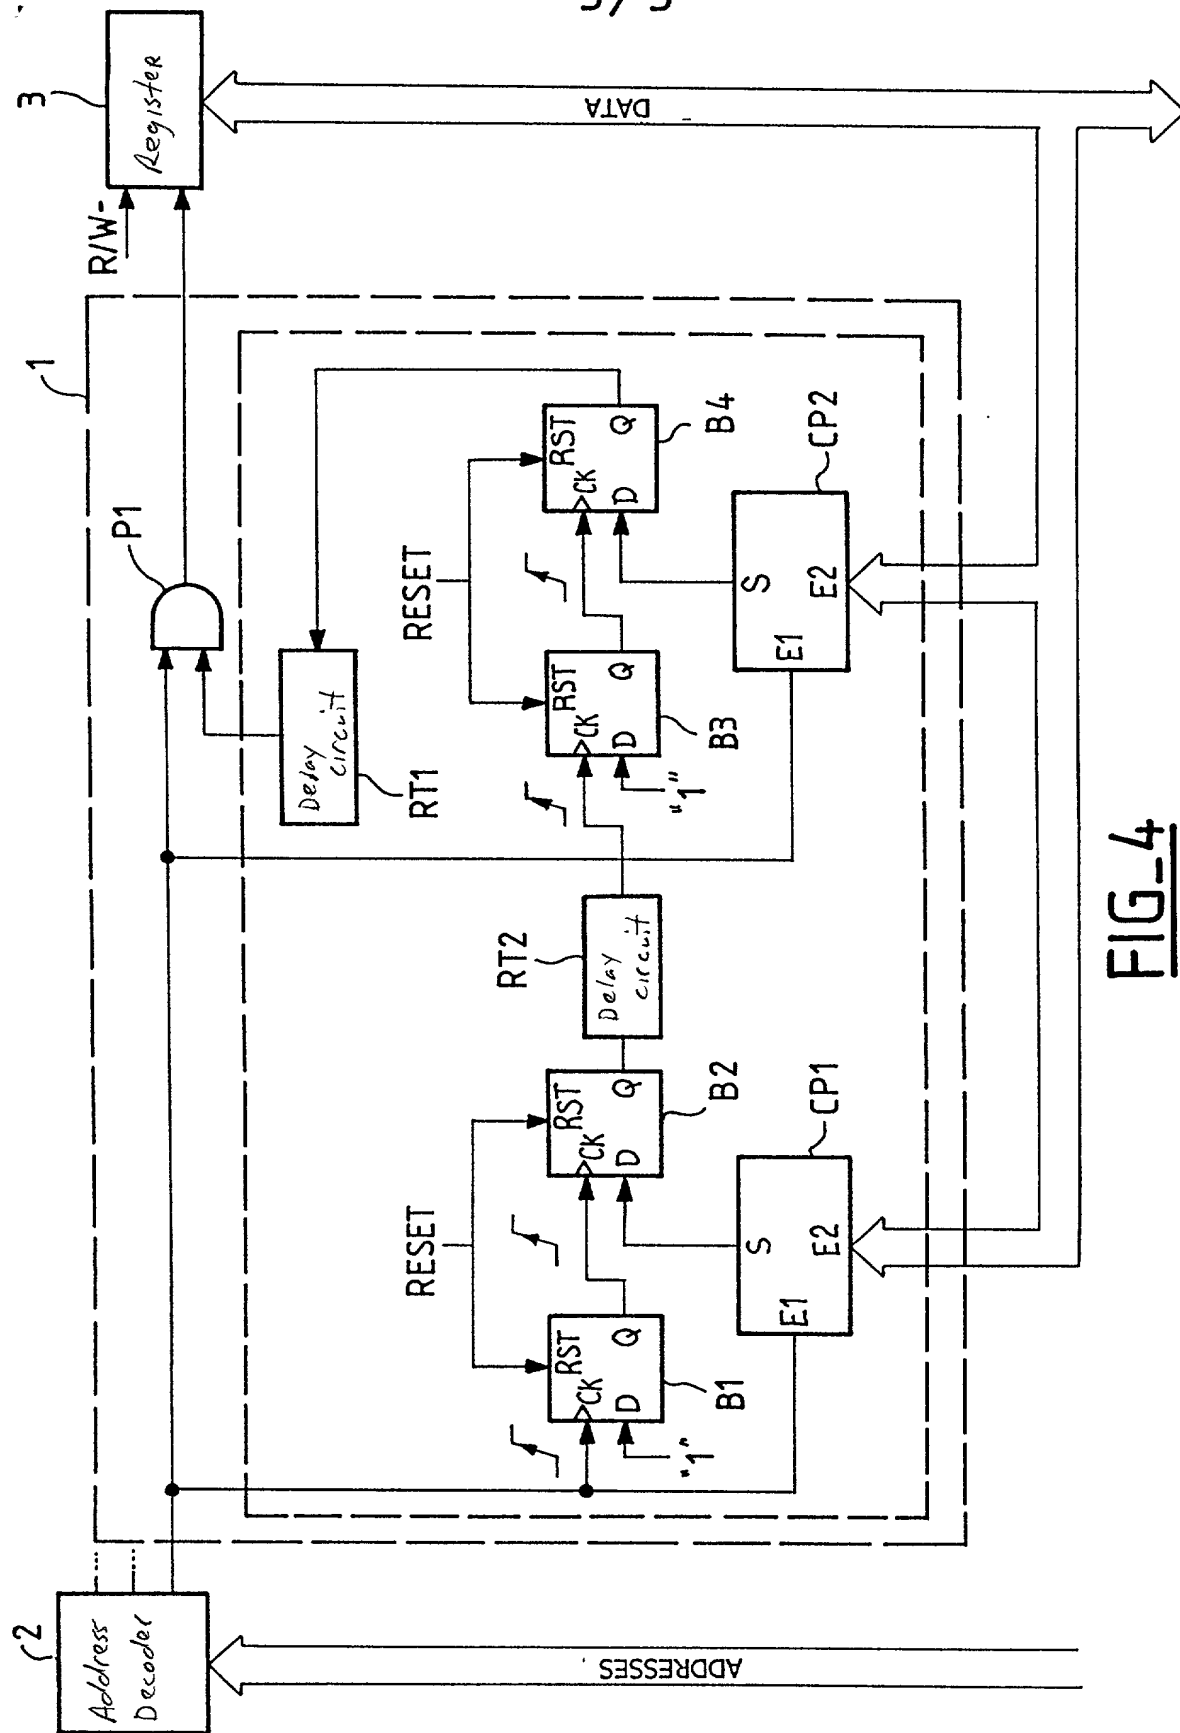 3/5
3
Register
R/W-
DATA
1
P1
Delay
circuit
RT1
RESET
RST
CK
D
Q
B4
RST
CK
D
Q
B3
"1"
S
E1
E2
CP2
RT2
Delay
circuit
RESET
RST
CK
D
Q
B2
RST
CK
D
Q
B1
"1"
S
E1
E2
CP1
2
Address
Decoder
ADDRESSES
FIG_4